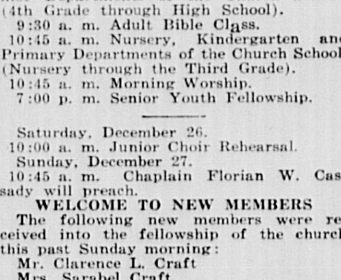 (4th Grade through High School).
9:30 a. m. Adult Bible Class.
10:45 a. m. Nursery, Kindergarten and
Primary Departments of the Church School
(Nursery through the Third Grade).
10:45 a. m. Morning Worship.
7:00 p. m. Senior Youth Fellowship.
Saturday, December 26.
10:00 a. m. Junior Choir Rehearsal.
Sunday, December 27.
10:45 a. m. Chaplain Florian W. Cas
sady will preach.
WELCOME TO NEW MEMBERS
The following new members were re
ceived into the fellowship of the church
this past Sunday morning:
Mr. Clarence L. Craft
Mrs. Sarabel Craft